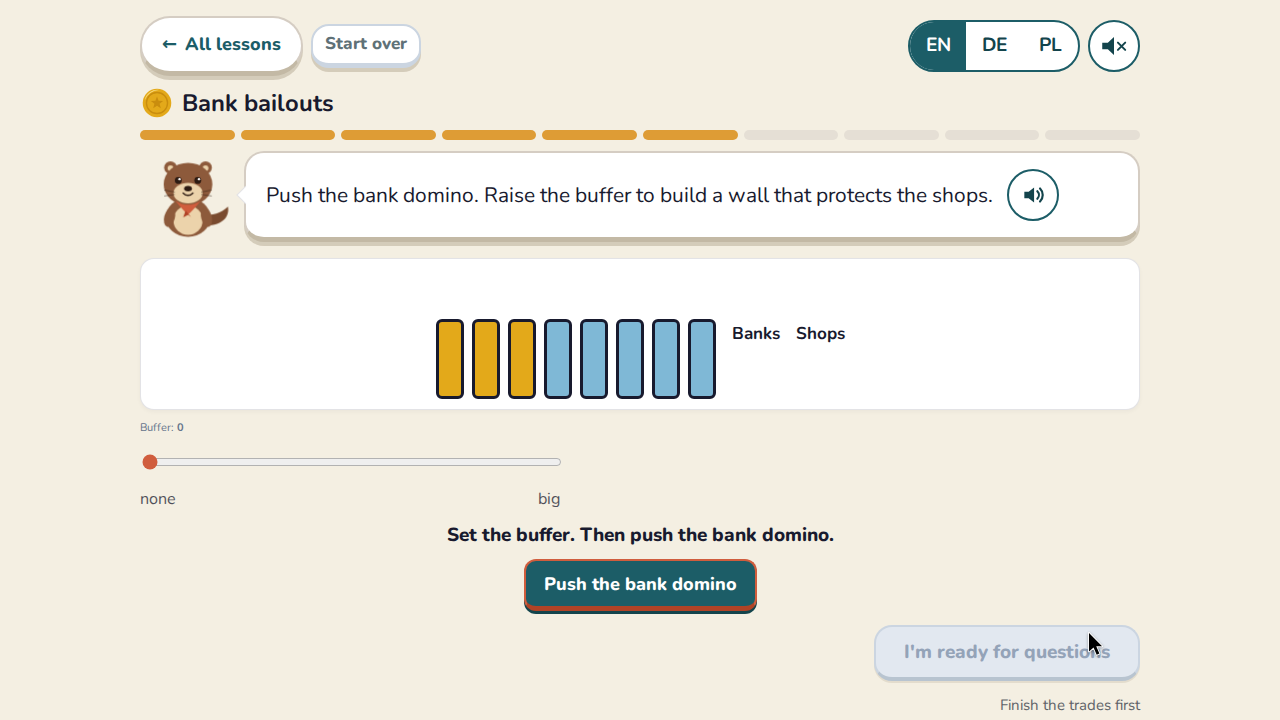 ← All lessons
Start over
EN DE PL
Bank bailouts
Push the bank domino. Raise the buffer to build a wall that protects the shops.
Banks Shops
Buffer: 0
none big
Set the buffer. Then push the bank domino.
Push the bank domino
I'm ready for questions
Finish the trades first